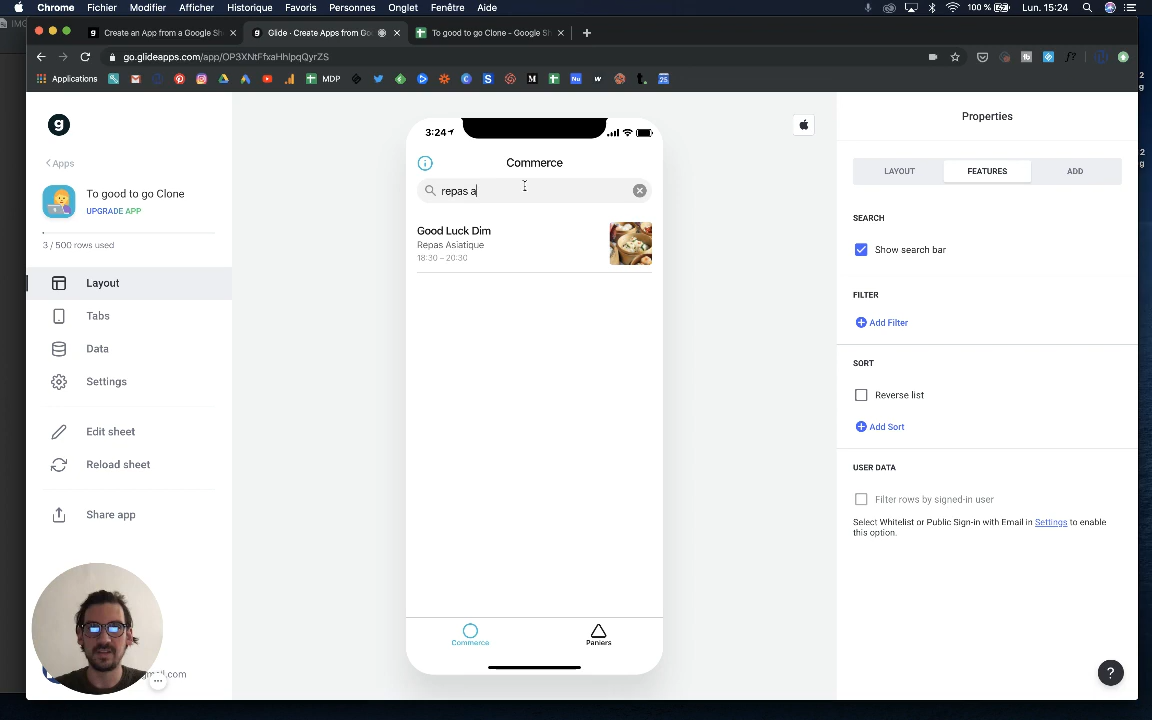 Chrome Fichier Modifier Afficher Historique Favoris Personnes Onglet Fenêtre Aide 100 % Lun. 15:24
Create an App from a Google Sh Glide · Create Apps from Go To good to go Clone - Google Sh
go.glideapps.com/app/OP3XNtFfxaHhlpqQyrZS
Applications MDP
g
Apps
To good to go Clone
UPGRADE APP
3 / 500 rows used
Layout
Tabs
Data
Settings
Edit sheet
Reload sheet
Share app
gmail.com
3:24
Commerce
repas a
Good Luck Dim
Repas Asiatique
18:30 – 20:30
Commerce Paniers
Properties
LAYOUT FEATURES ADD
SEARCH
Show search bar
FILTER
Add Filter
SORT
Reverse list
Add Sort
USER DATA
Filter rows by signed-in user
Select Whitelist or Public Sign-in with Email in Settings to enable
this option.
?